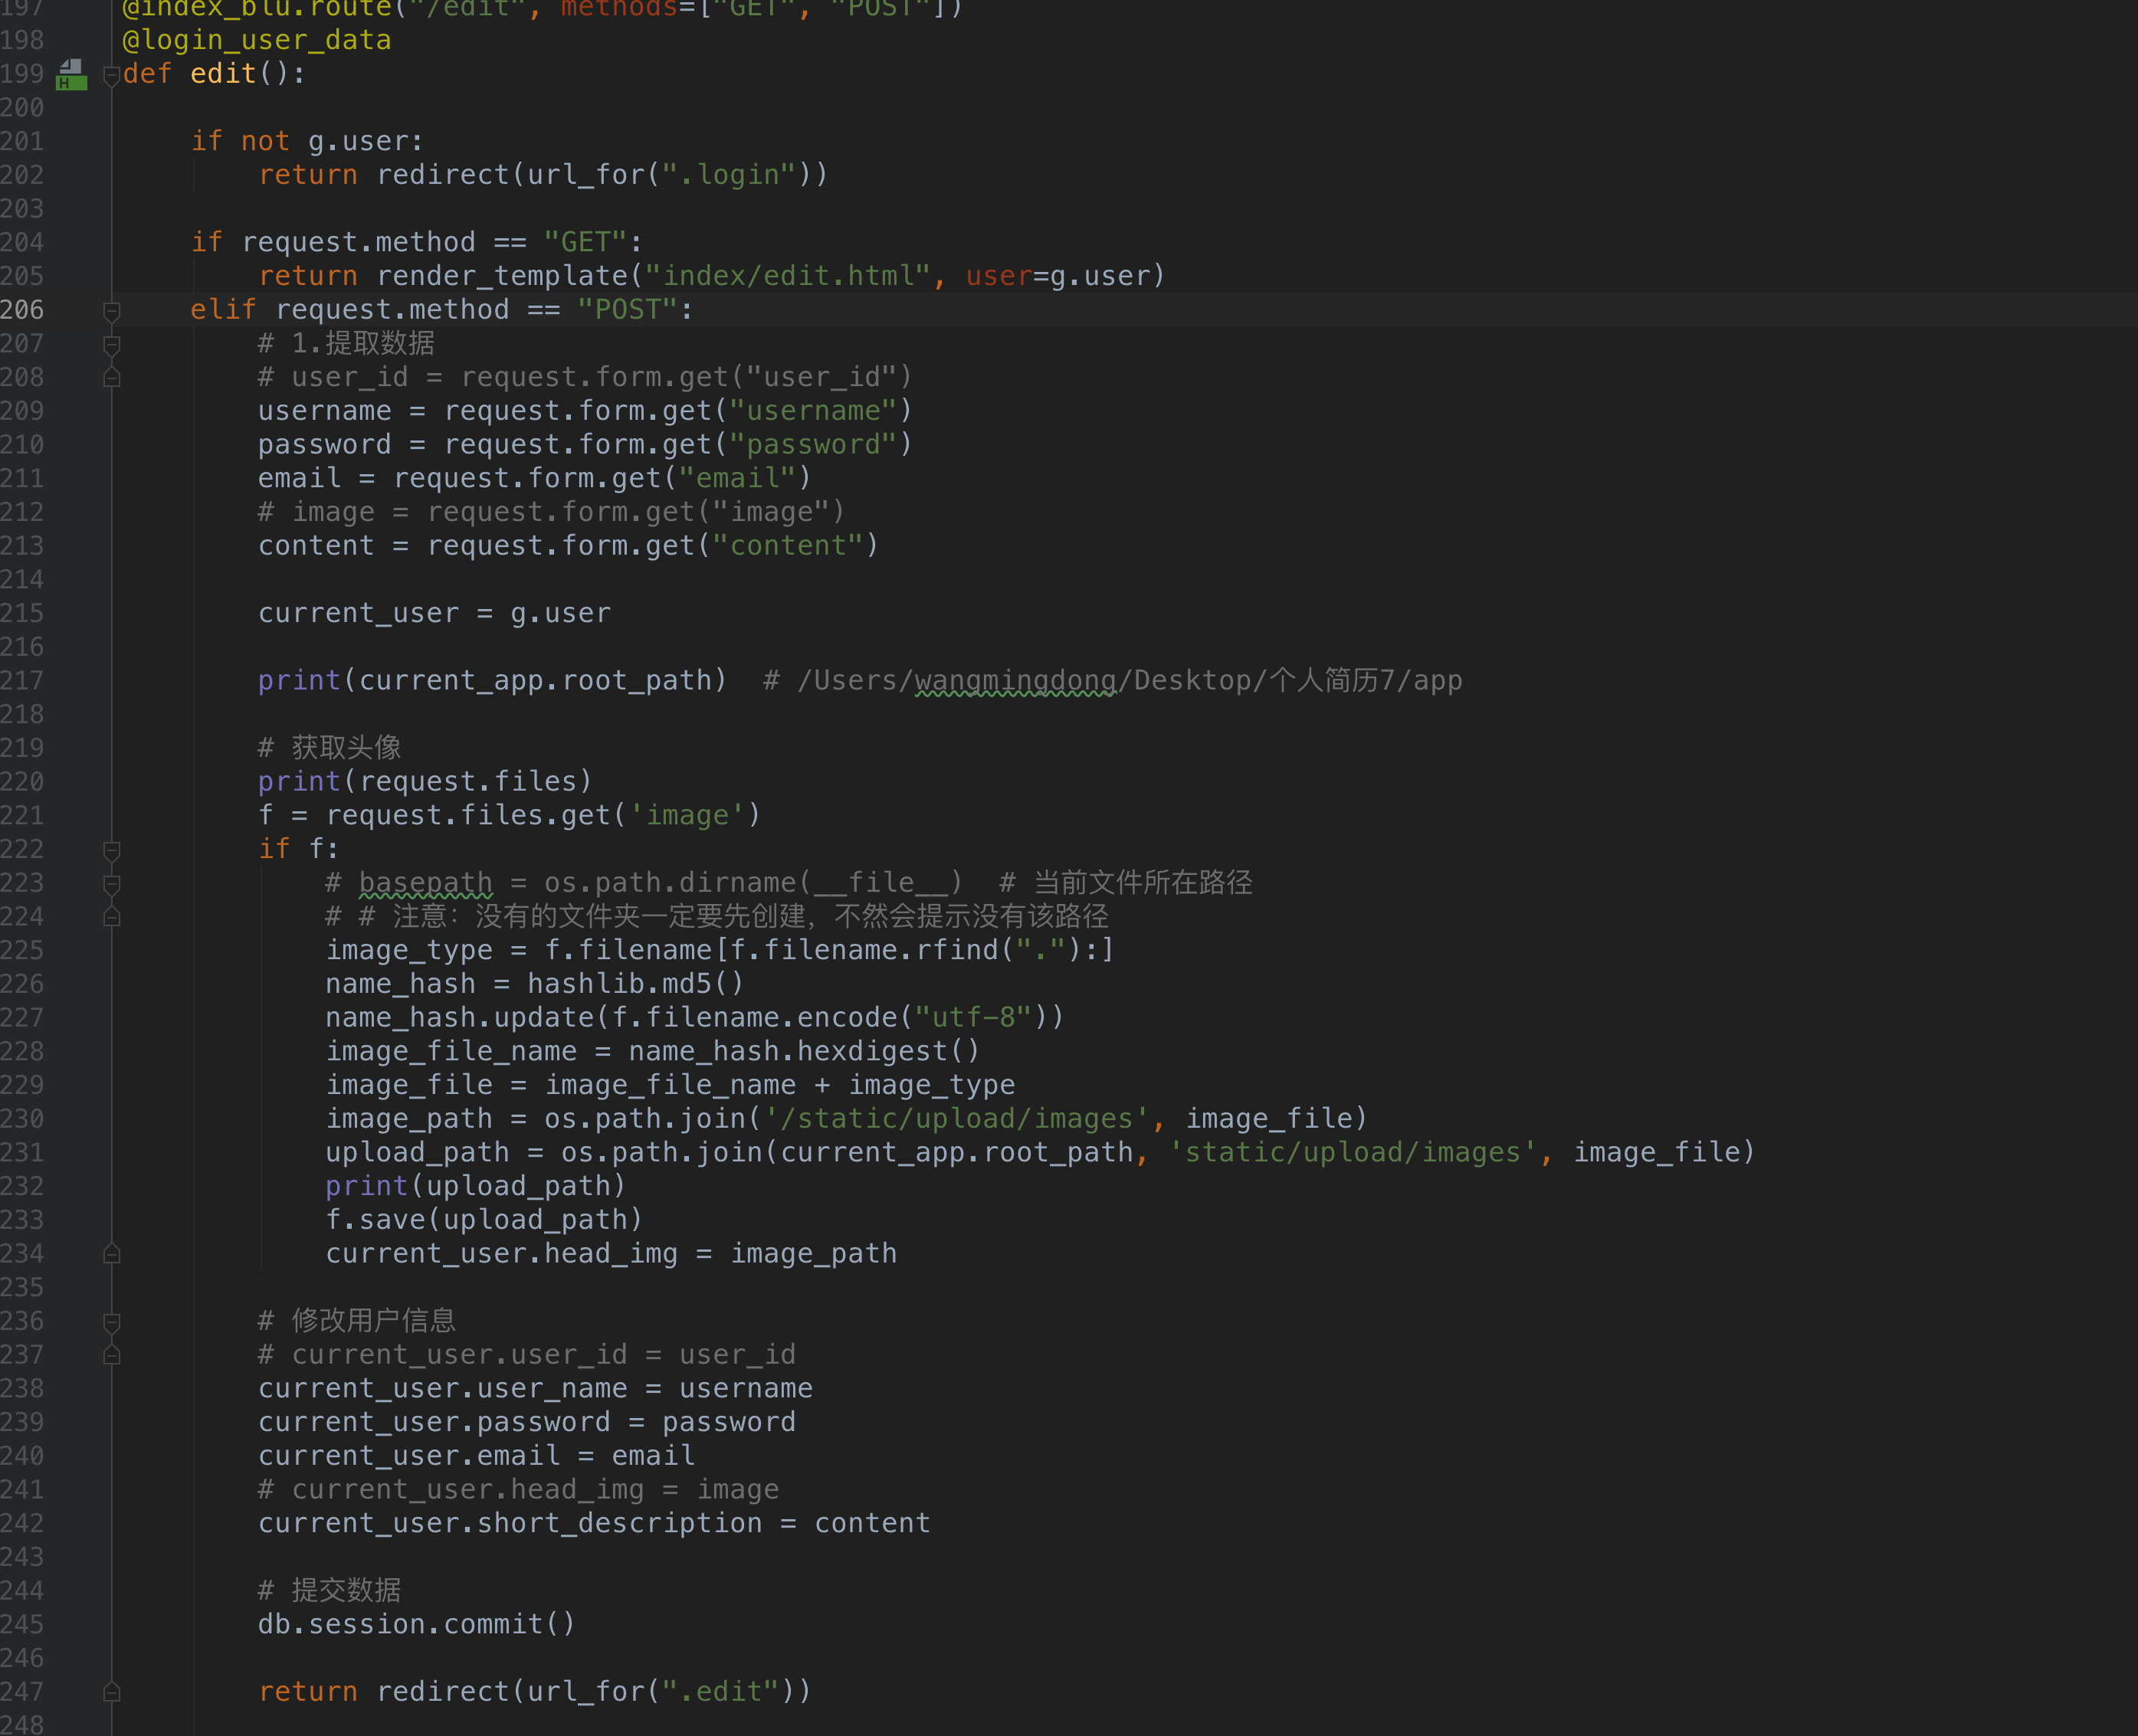 197 @index_blu.route("/edit", methods=["GET", "POST"])
198 @login_user_data
199 def edit():
200
201     if not g.user:
202         return redirect(url_for(".login"))
203
204     if request.method == "GET":
205         return render_template("index/edit.html", user=g.user)
206     elif request.method == "POST":
207         # 1.提取数据
208         # user_id = request.form.get("user_id")
209         username = request.form.get("username")
210         password = request.form.get("password")
211         email = request.form.get("email")
212         # image = request.form.get("image")
213         content = request.form.get("content")
214
215         current_user = g.user
216
217         print(current_app.root_path)  # /Users/wangmingdong/Desktop/个人简历7/app
218
219         # 获取头像
220         print(request.files)
221         f = request.files.get('image')
222         if f:
223             # basepath = os.path.dirname(__file__)  # 当前文件所在路径
224             # # 注意：没有的文件夹一定要先创建，不然会提示没有该路径
225             image_type = f.filename[f.filename.rfind("."):]
226             name_hash = hashlib.md5()
227             name_hash.update(f.filename.encode("utf-8"))
228             image_file_name = name_hash.hexdigest()
229             image_file = image_file_name + image_type
230             image_path = os.path.join('/static/upload/images', image_file)
231             upload_path = os.path.join(current_app.root_path, 'static/upload/images', image_file)
232             print(upload_path)
233             f.save(upload_path)
234             current_user.head_img = image_path
235
236         # 修改用户信息
237         # current_user.user_id = user_id
238         current_user.user_name = username
239         current_user.password = password
240         current_user.email = email
241         # current_user.head_img = image
242         current_user.short_description = content
243
244         # 提交数据
245         db.session.commit()
246
247         return redirect(url_for(".edit"))
248